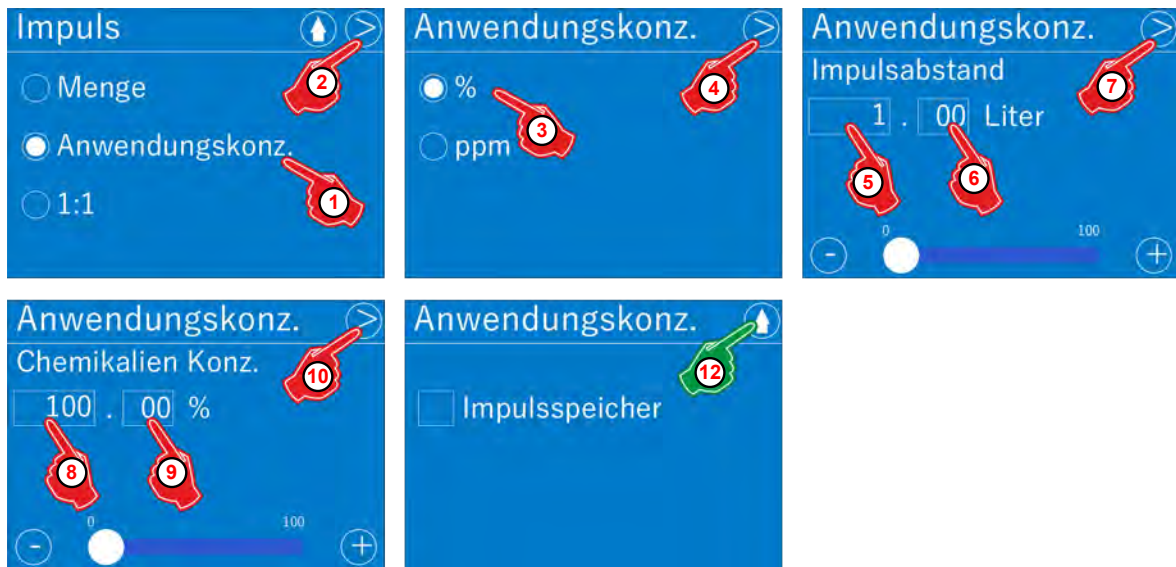 Impuls >
2
Menge
Anwendungskonz.
1
1:1
Anwendungskonz. >
4
%
3
ppm
Anwendungskonz. >
7
Impulsabstand
1 . 00 Liter
5 6
0 100
- +
Anwendungskonz. >
10
Chemikalien Konz.
100 . 00 %
8 9
0 100
- +
Anwendungskonz.
12
Impulsspeicher